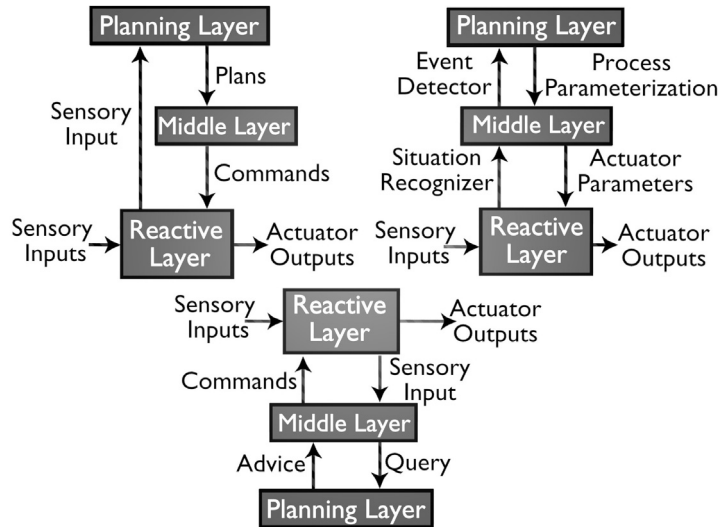 Planning Layer
Sensory
Input
Plans
Middle Layer
Commands
Sensory
Inputs
Reactive
Layer
Actuator
Outputs
Planning Layer
Event
Detector
Process
Parameterization
Middle Layer
Situation
Recognizer
Actuator
Parameters
Sensory
Inputs
Reactive
Layer
Actuator
Outputs
Sensory
Inputs
Reactive
Layer
Actuator
Outputs
Commands
Sensory
Input
Middle Layer
Advice
Query
Planning Layer